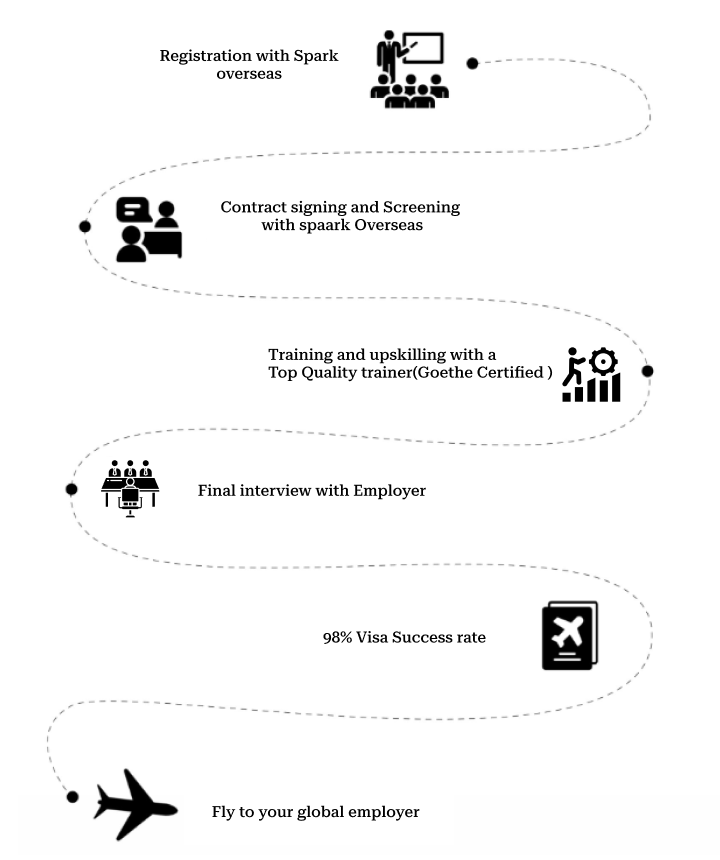 Registration with Spark
overseas
Contract signing and Screening
with spaark Overseas
Training and upskilling with a
Top Quality trainer(Goethe Certified )
Final interview with Employer
98% Visa Success rate
Fly to your global employer